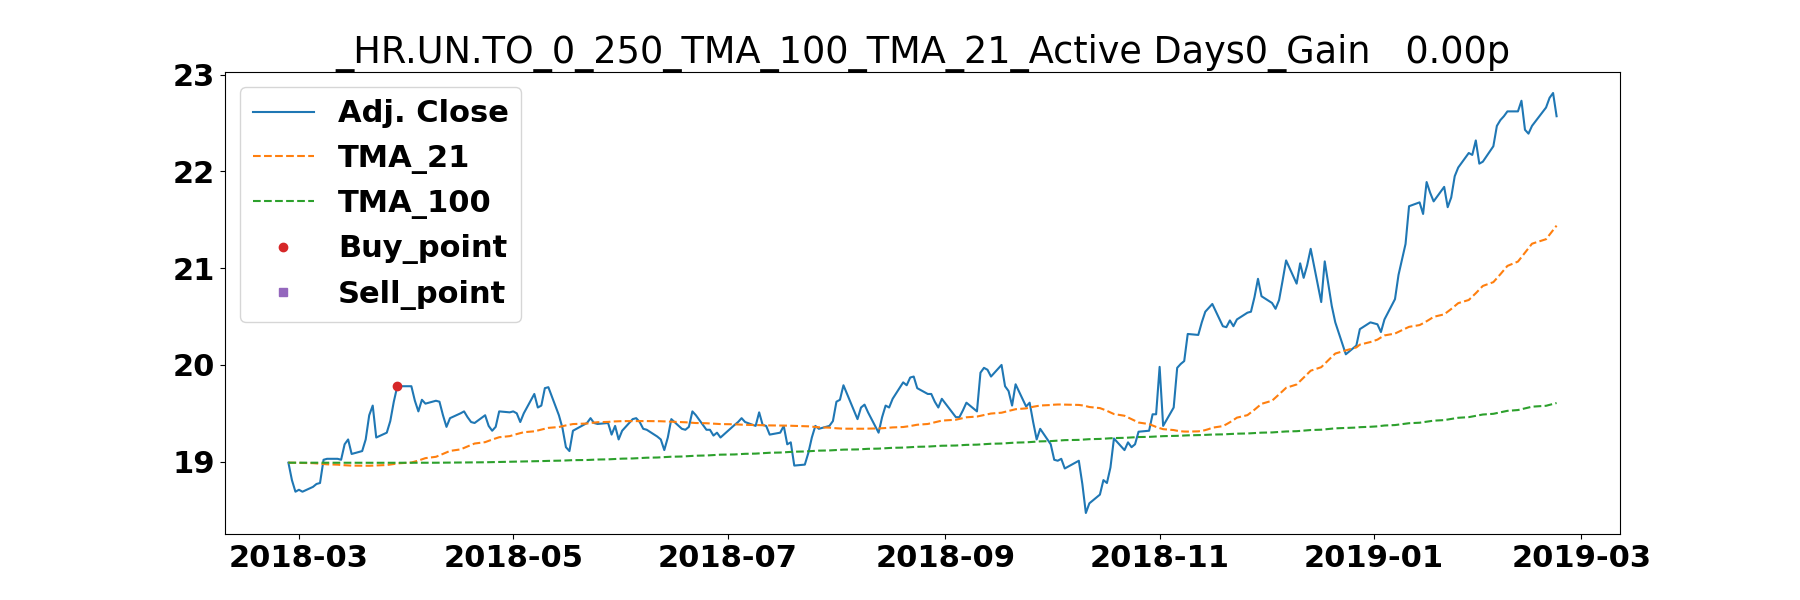 _HR.UN.TO_0_250_TMA_100_TMA_21_Active Days0_Gain   0.00p
23
22
21
20
19
Adj. Close
TMA_21
TMA_100
Buy_point
Sell_point
2018-03 2018-05 2018-07 2018-09 2018-11 2019-01 2019-03